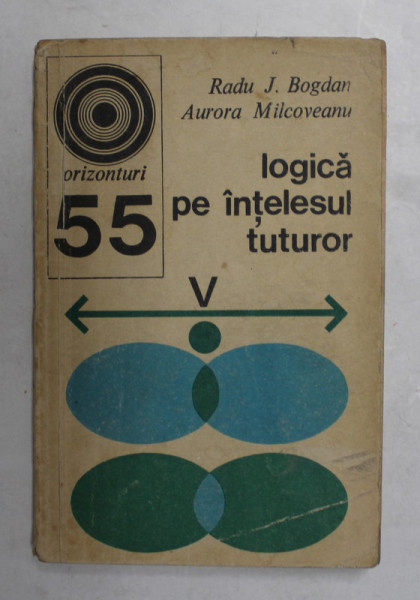 Radu J. Bogdan
Aurora Milcoveanu
orizonturi
55
logică
pe înțelesul
tuturor
V